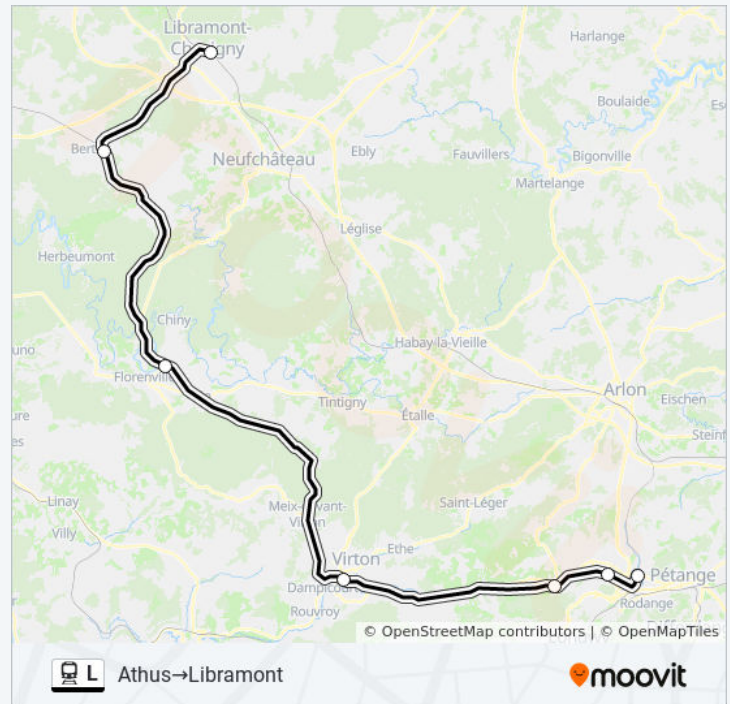 Libramont-
Chevigny
Harlange
Boulaide
Bert
Neufchâteau
Ebly
Fauvillers
Bigonville
Martelange
Léglise
Herbeumont
Chiny
Habay-la-Vieille
Florenville
Arlon
Eischen
Tintigny
Étalle
Steinf
Linay
Villy
Meix-devant-
Virton
Saint-Léger
Ethe
Virton
Pétange
Dampicourt
Rouvroy
Rodange
© OpenStreetMap contributors | © OpenMapTiles
L Athus→Libramont
moovit